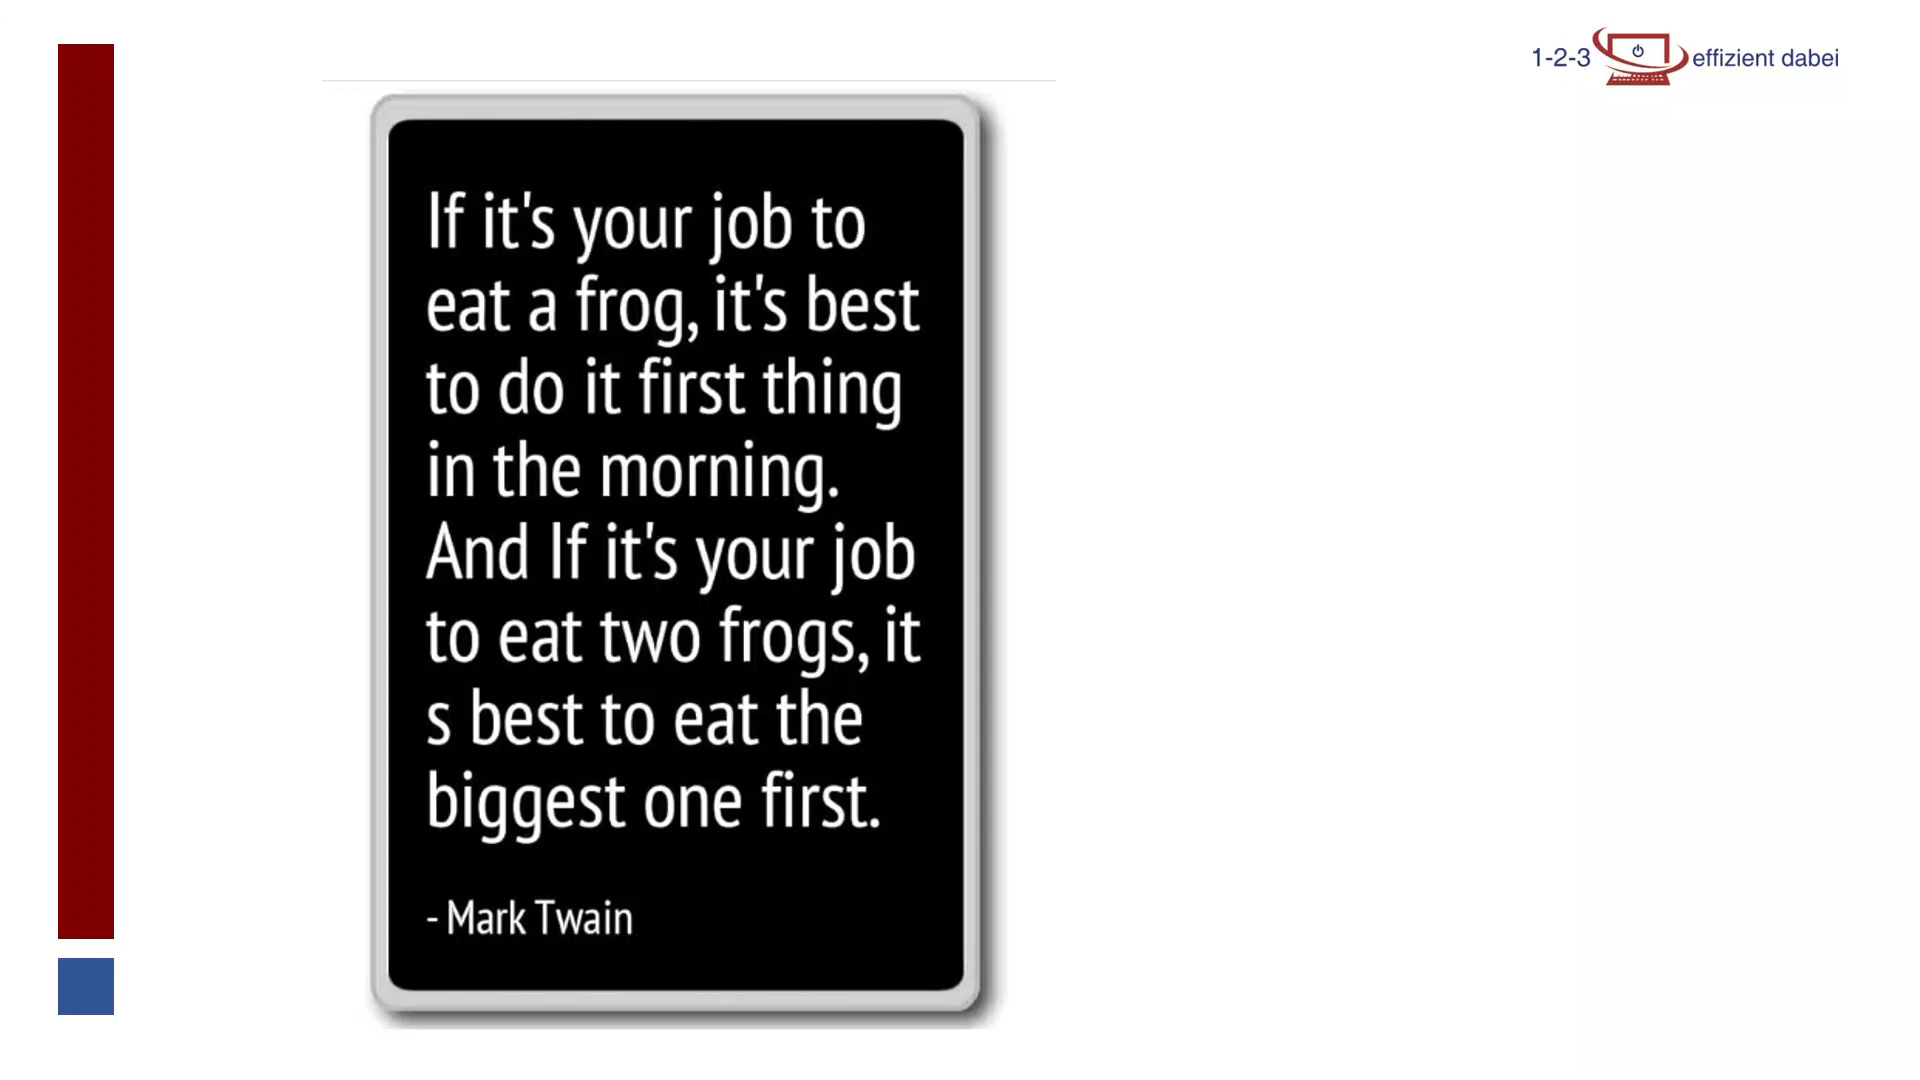 1-2-3 effizient dabei
If it's your job to
eat a frog, it's best
to do it first thing
in the morning.
And If it's your job
to eat two frogs, it
s best to eat the
biggest one first.
- Mark Twain